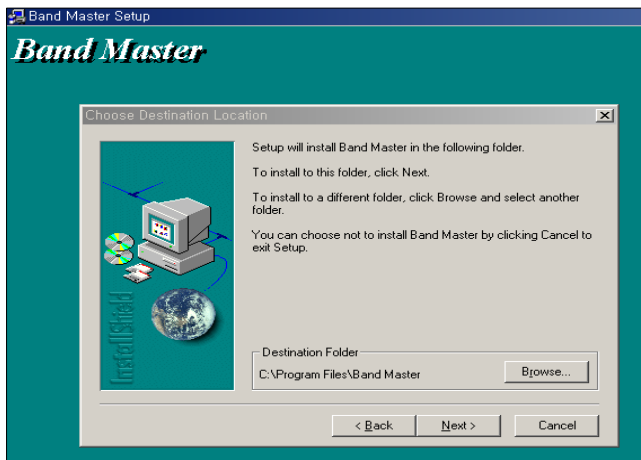 Band Master Setup
Band Master
Choose Destination Location
Setup will install Band Master in the following folder.
To install to this folder, click Next.
To install to a different folder, click Browse and select another
folder.
You can choose not to install Band Master by clicking Cancel to
exit Setup.
InstallShield
Destination Folder
C:\Program Files\Band Master
Browse...
< Back
Next >
Cancel